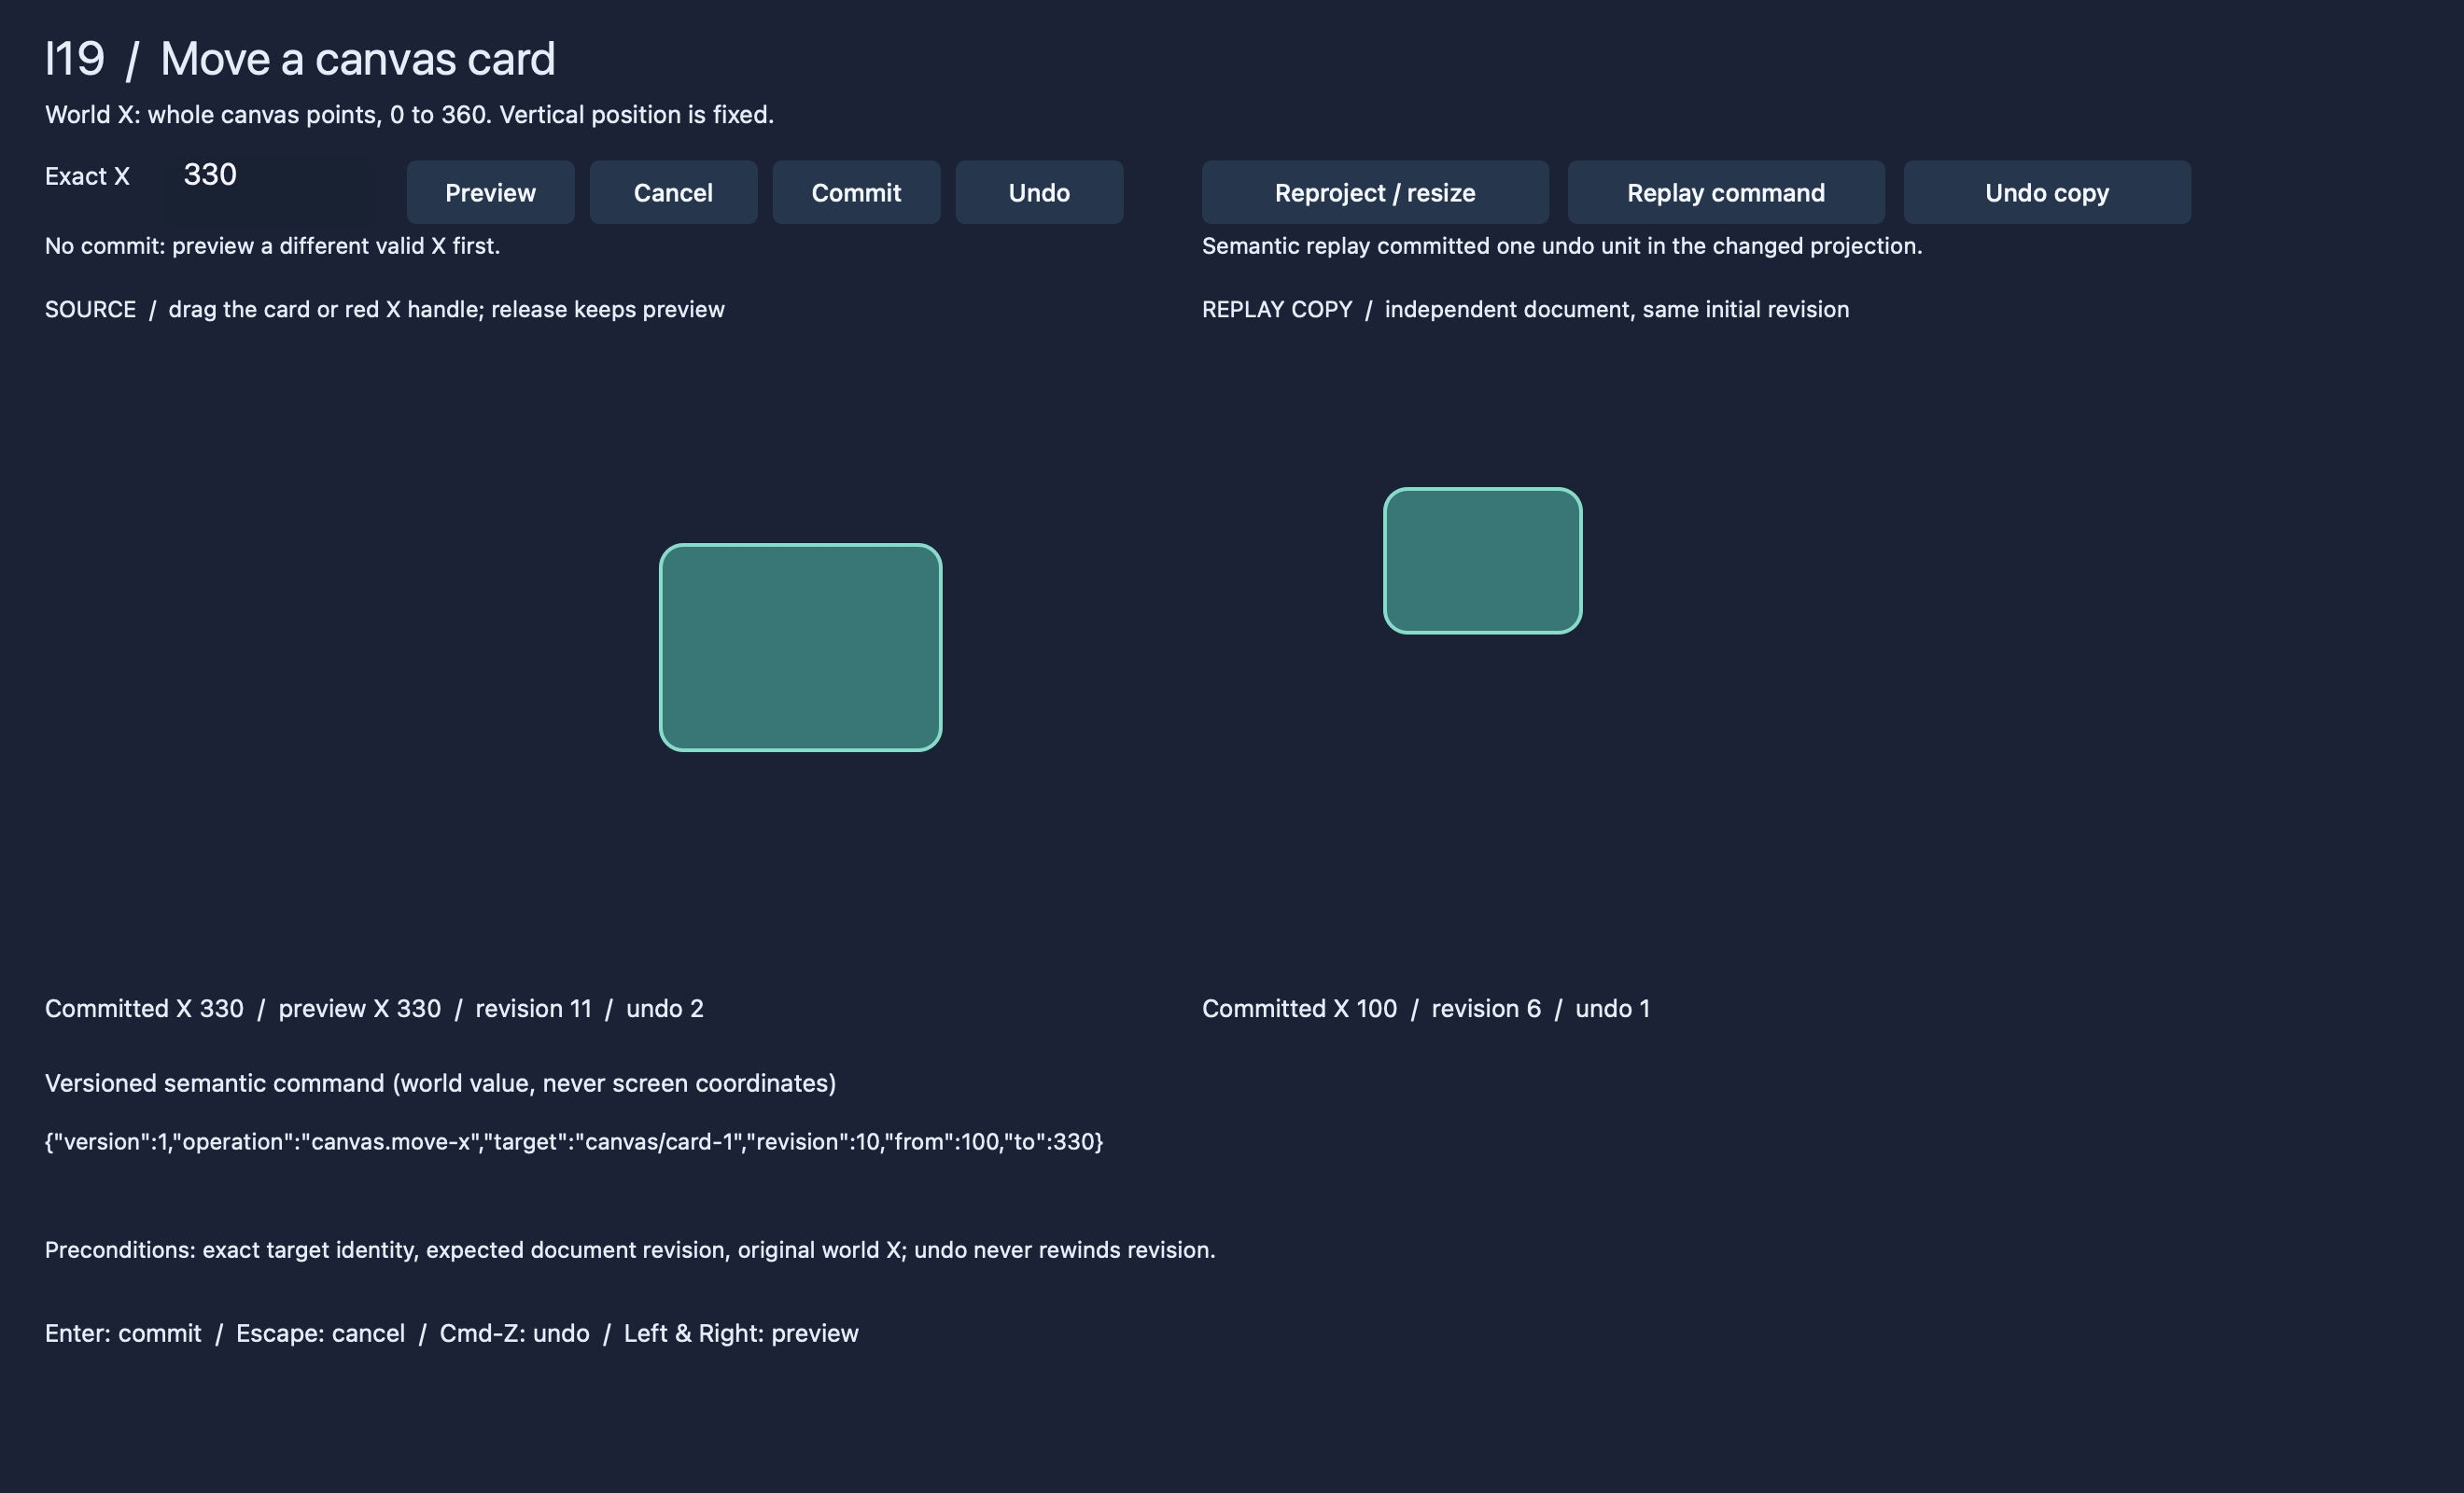 I19 / Move a canvas card
World X: whole canvas points, 0 to 360. Vertical position is fixed.
Exact X 330 Preview Cancel Commit Undo Reproject / resize Replay command Undo copy
No commit: preview a different valid X first.
Semantic replay committed one undo unit in the changed projection.
SOURCE / drag the card or red X handle; release keeps preview
REPLAY COPY / independent document, same initial revision
Committed X 330 / preview X 330 / revision 11 / undo 2
Committed X 100 / revision 6 / undo 1
Versioned semantic command (world value, never screen coordinates)
{"version":1,"operation":"canvas.move-x","target":"canvas/card-1","revision":10,"from":100,"to":330}
Preconditions: exact target identity, expected document revision, original world X; undo never rewinds revision.
Enter: commit / Escape: cancel / Cmd-Z: undo / Left & Right: preview